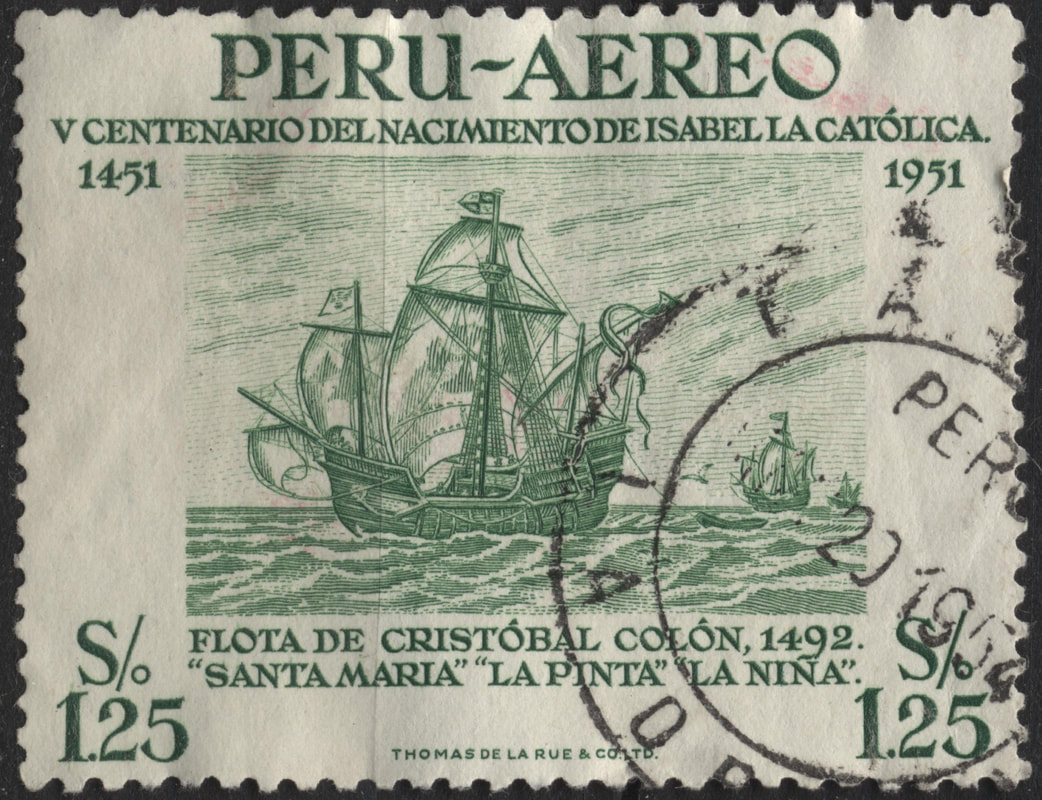 PERU-AEREO
V CENTENARIO DEL NACIMIENTO DE ISABEL LA CATÓLICA.
1451
1951
FLOTA DE CRISTÓBAL COLÓN, 1492.
"SANTA MARIA" "LA PINTA" "LA NIÑA".
S/o
1.25
S/o
1.25
THOMAS DE LA RUE & CO. LTD.
PERU